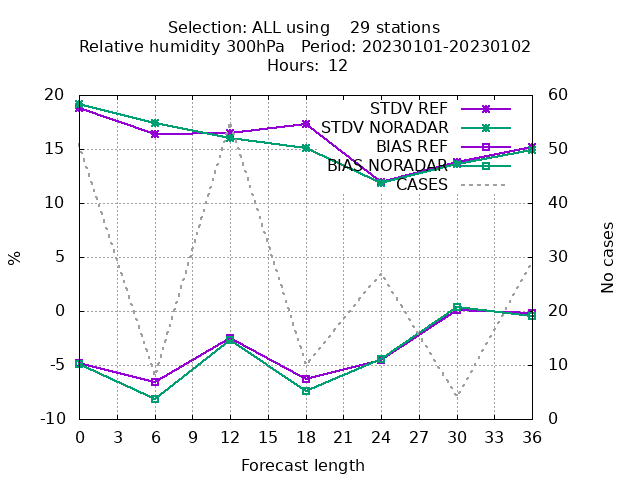 Selection: ALL using    29 stations
Relative humidity 300hPa   Period: 20230101-20230102
Hours: 12
20
15
10
5
0
-5
-10
%
STDV REF
STDV NORADAR
BIAS REF
BIAS NORADAR
CASES
60
50
40
30
20
10
0
No cases
0 3 6 9 12 15 18 21 24 27 30 33 36
Forecast length